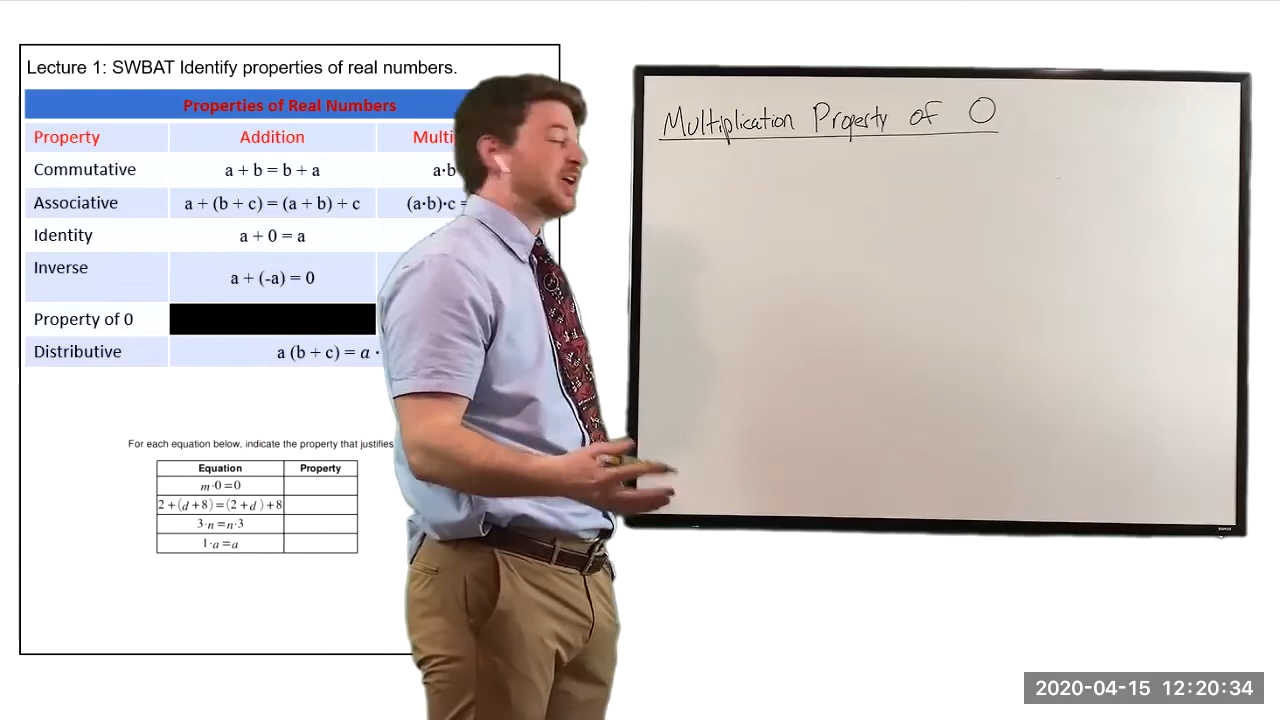 Lecture 1: SWBAT Identify properties of real numbers.
Properties of Real Numbers
Property Addition
Commutative a + b = b + a a·b
Associative a + (b + c) = (a + b) + c (a·b)·c =
Identity a + 0 = a
Inverse a + (-a) = 0
Property of 0
Distributive a (b + c) = a ·
For each equation below, indicate the property that justifies
Equation Property
m·0=0
2+(d+8)=(2+d)+8
3·n=n·3
1·a=a
Multiplication Property of 0
2020-04-15 12:20:34